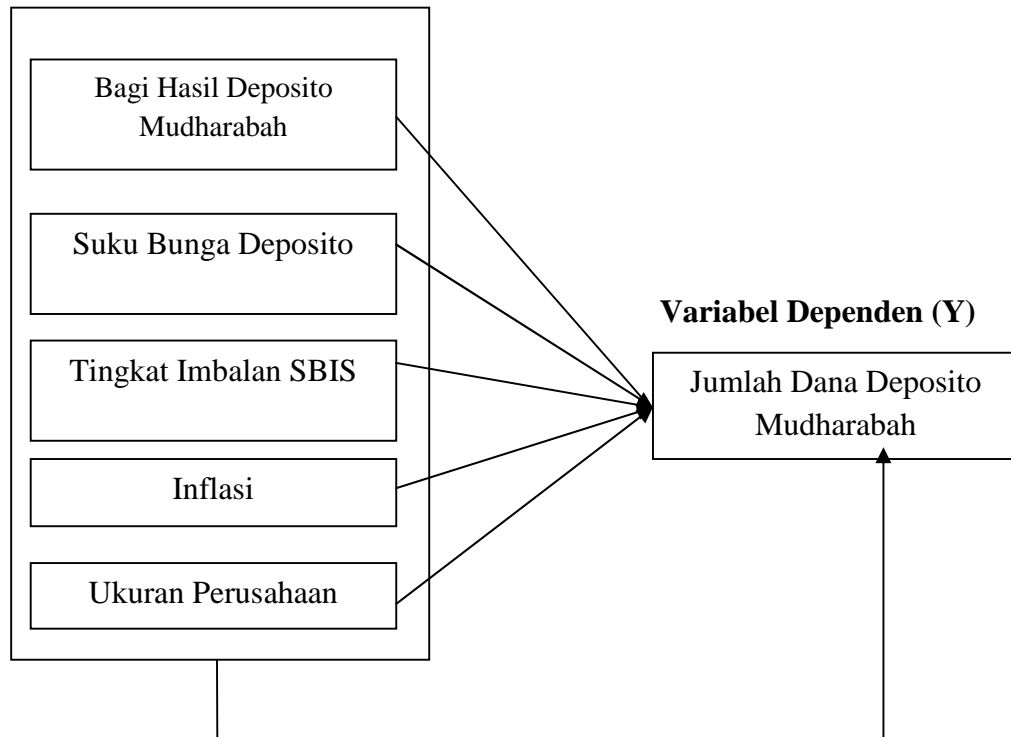 Bagi Hasil Deposito
Mudharabah
Suku Bunga Deposito
Tingkat Imbalan SBIS
Inflasi
Ukuran Perusahaan
Variabel Dependen (Y)
Jumlah Dana Deposito
Mudharabah